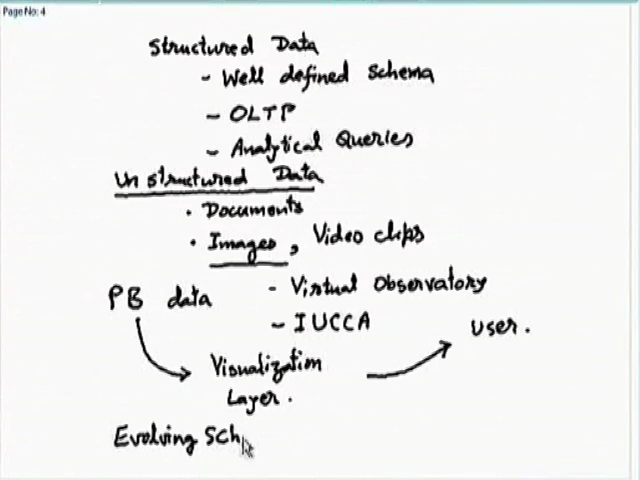 Page No: 4
Structured Data
- Well defined Schema
- OLTP
- Analytical Queries
Unstructured Data
· Documents
· Images, Video clips
- Virtual Observatory
PB data
- IUCCA
user.
Visualization
Layer.
Evolving Sch